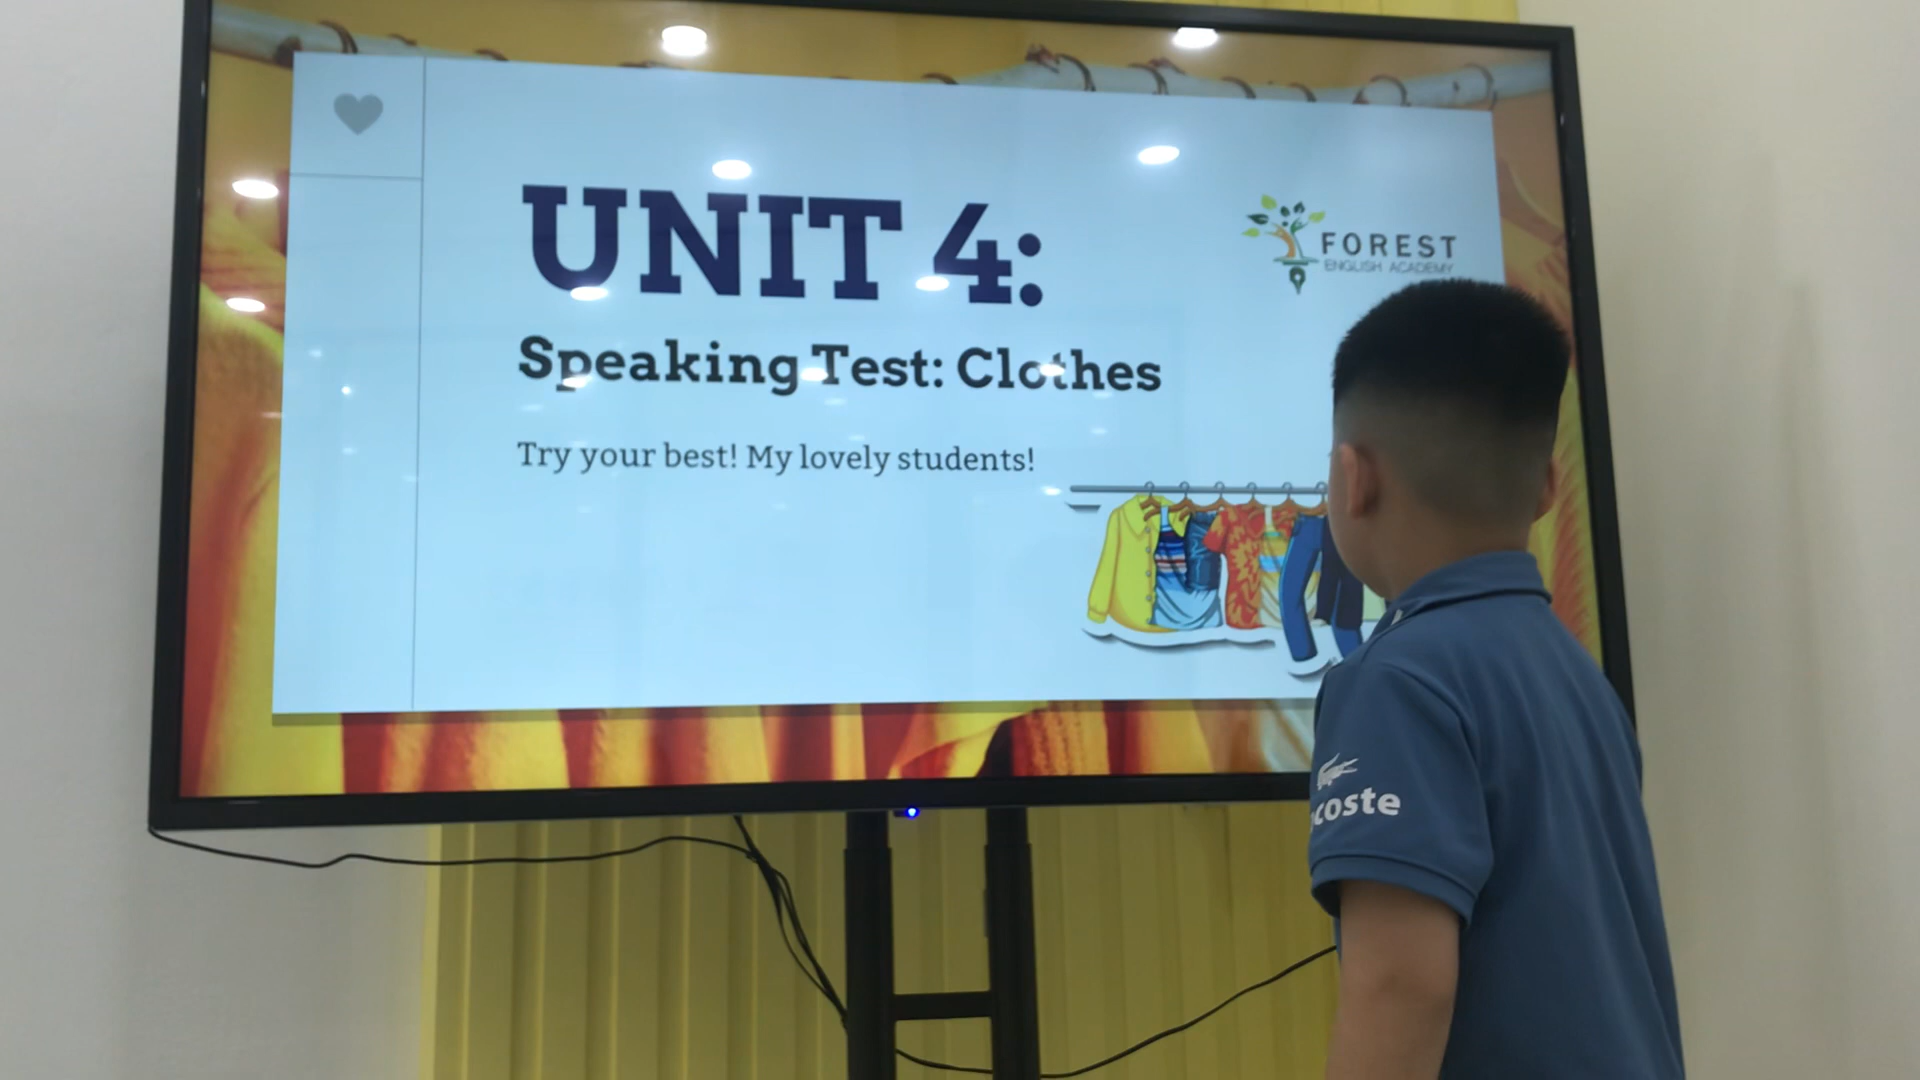 UNIT 4:
FOREST
ENGLISH ACADEMY
Speaking Test: Clothes
Try your best! My lovely students!
coste